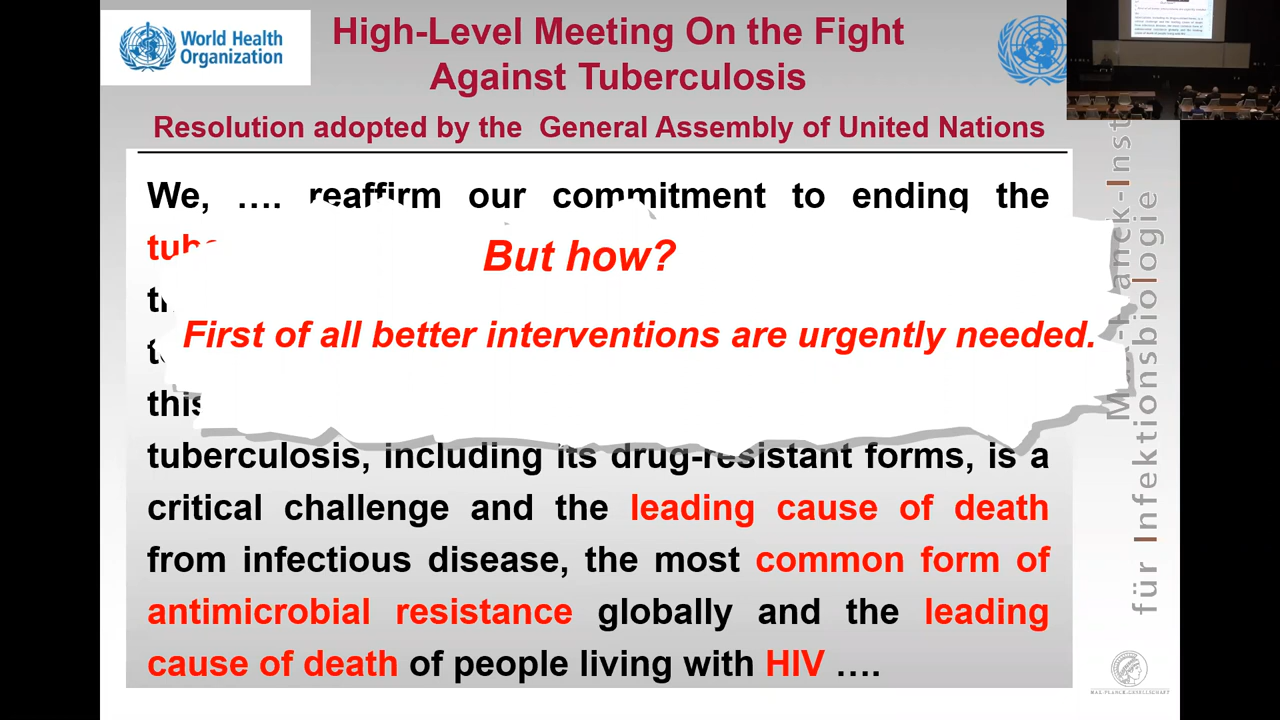 World Health
Organization
High-Level Meeting On the Fight
Against Tuberculosis
Resolution adopted by the General Assembly of United Nations
We, …. reaffirm our commitment to ending the
But how?
First of all better interventions are urgently needed.
this
tuberculosis, including its drug-resistant forms, is a
critical challenge and the leading cause of death
from infectious disease, the most common form of
antimicrobial resistance globally and the leading
cause of death of people living with HIV ….
für Infektionsbiologie
MAX-PLANCK-GESELLSCHAFT